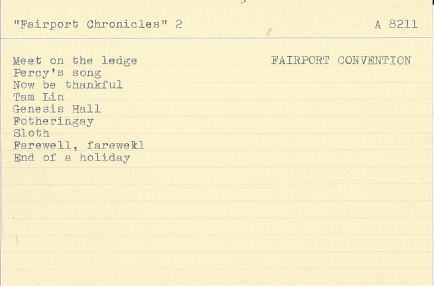 "Fairport Chronicles" 2 A 8211
Meet on the ledge FAIRPORT CONVENTION
Percy's song
Now be thankful
Tam Lin
Genesis Hall
Fotheringay
Sloth
Farewell, farewekl
End of a holiday